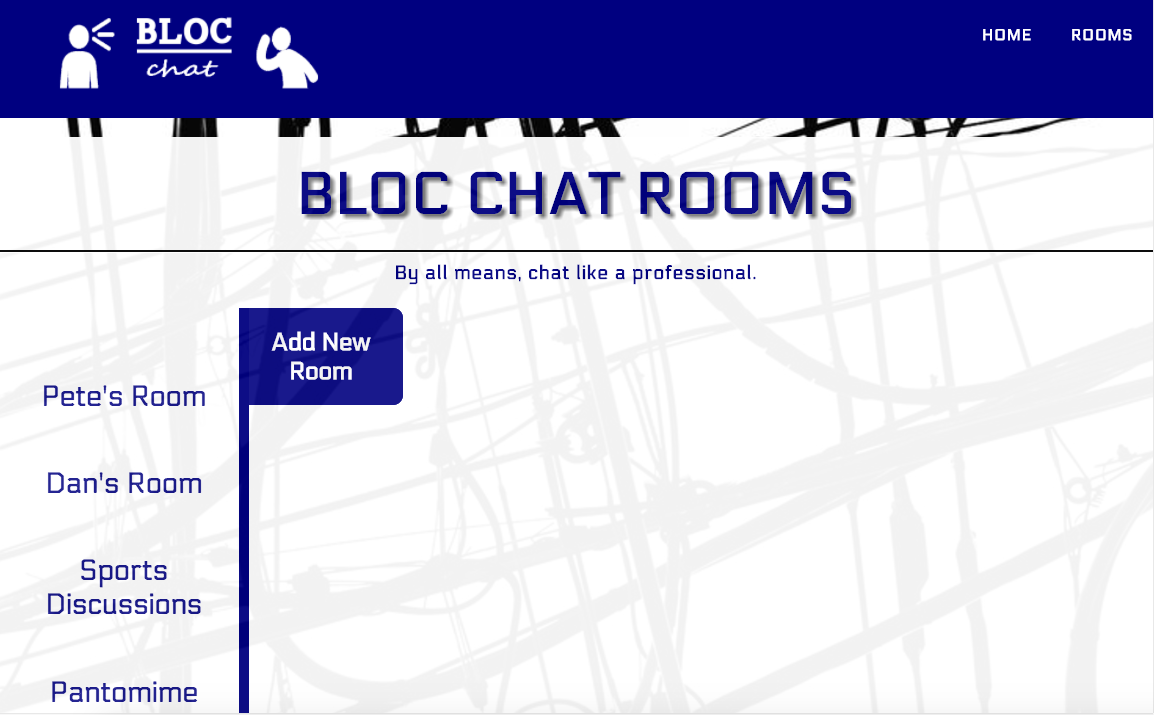 BLOC
chat
HOME
ROOMS
BLOC CHAT ROOMS
By all means, chat like a professional.
Add New
Room
Pete's Room
Dan's Room
Sports
Discussions
Pantomime